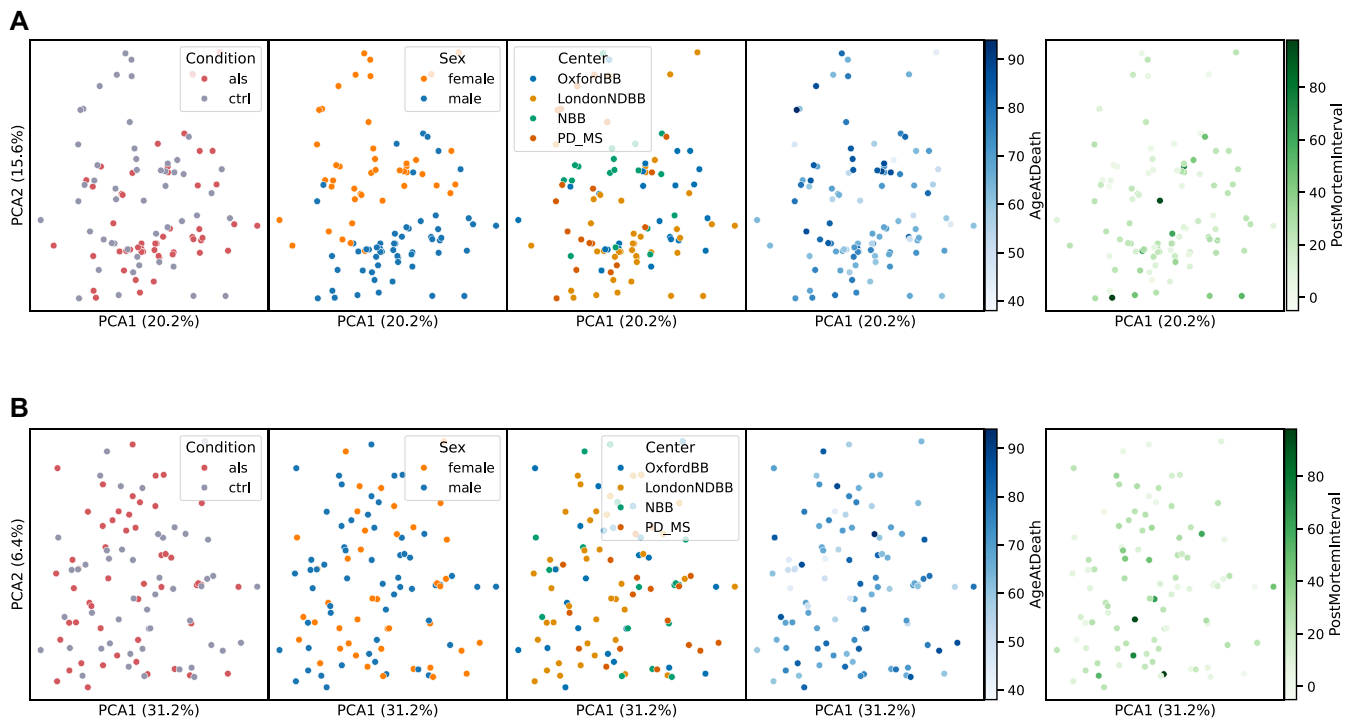 A
PCA2 (15.6%)
Condition
als
ctrl
PCA1 (20.2%)
Sex
female
male
PCA1 (20.2%)
Center
OxfordBB
LondonNDBB
NBB
PD_MS
PCA1 (20.2%)
PCA1 (20.2%)
90
80
70
60
50
40
AgeAtDeath
PCA1 (20.2%)
80
60
40
20
0
PostMortemInterval
B
PCA2 (6.4%)
Condition
als
ctrl
PCA1 (31.2%)
Sex
female
male
PCA1 (31.2%)
Center
OxfordBB
LondonNDBB
NBB
PD_MS
PCA1 (31.2%)
PCA1 (31.2%)
90
80
70
60
50
40
AgeAtDeath
PCA1 (31.2%)
80
60
40
20
0
PostMortemInterval